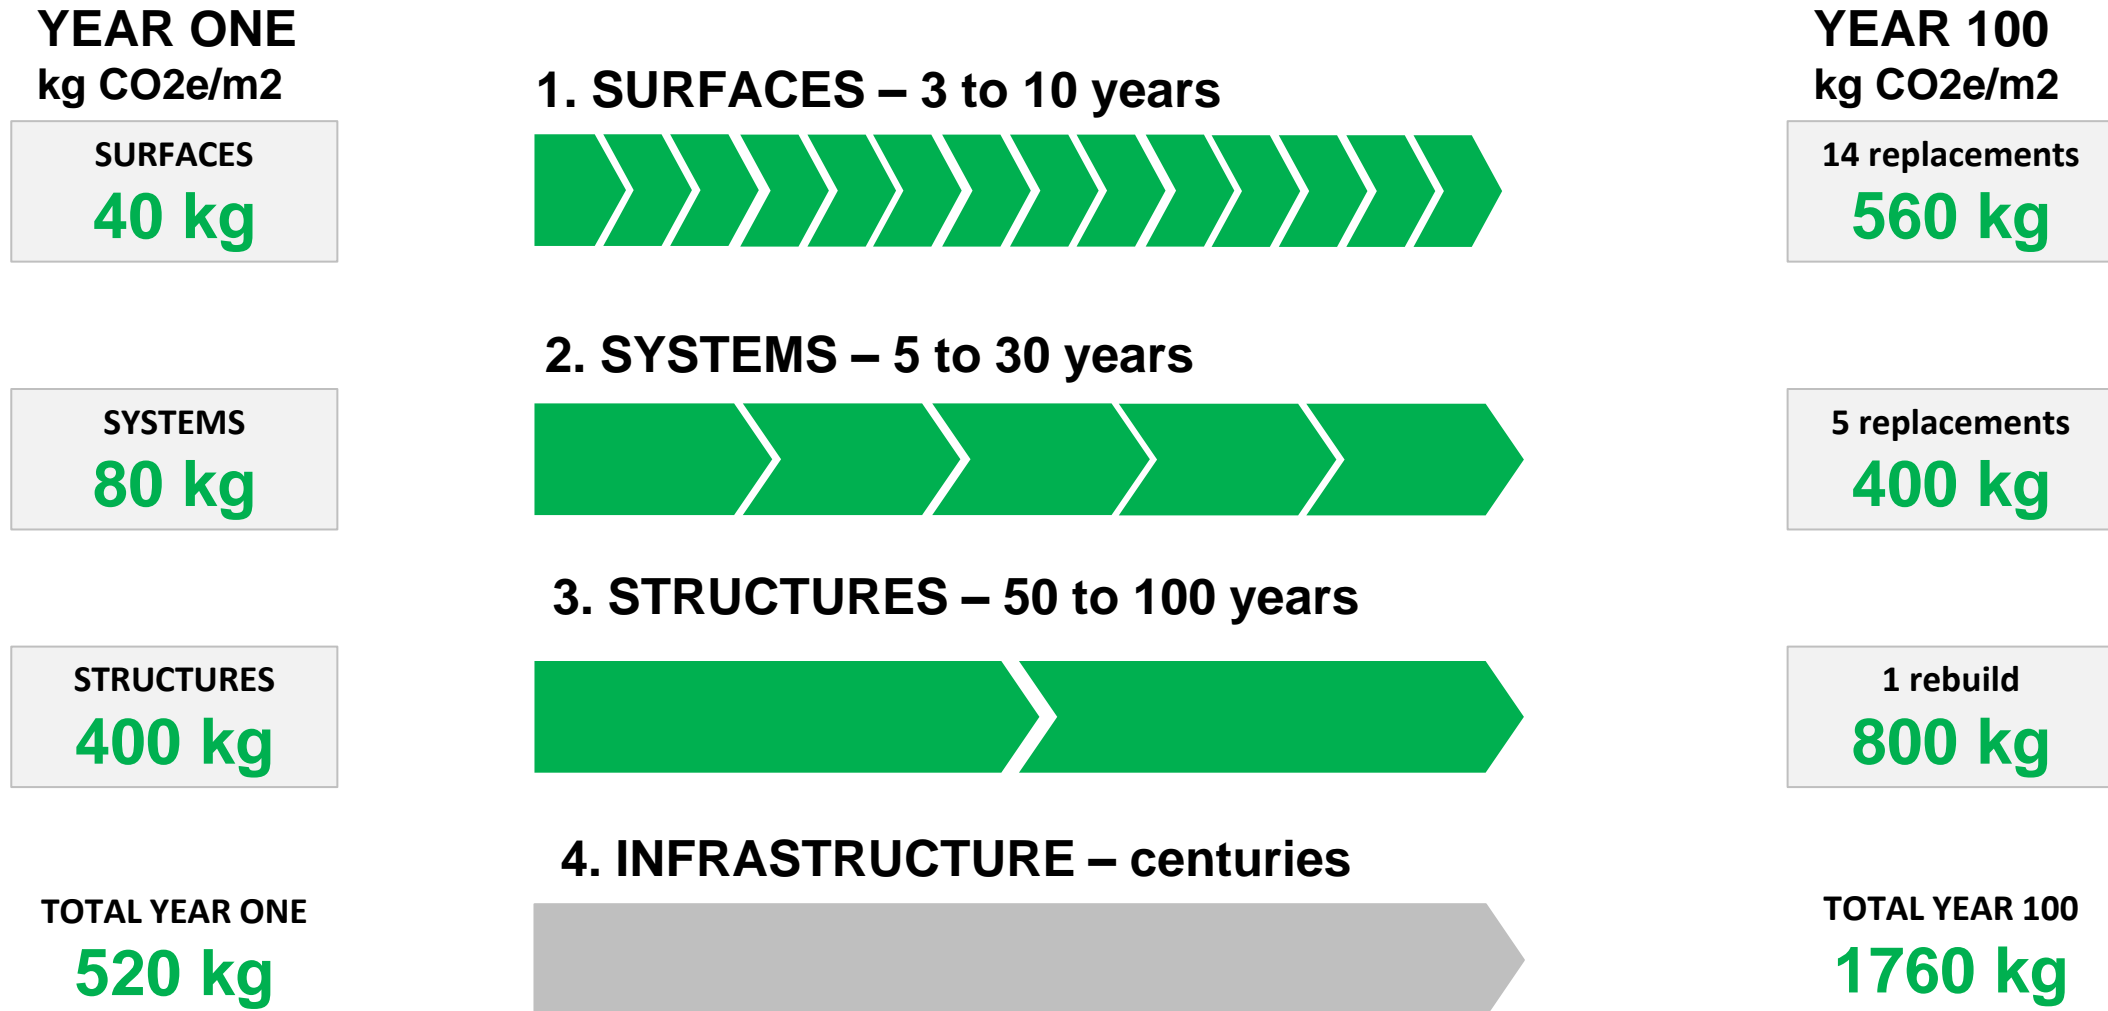 YEAR ONE
kg CO2e/m2
SURFACES
40 kg
SYSTEMS
80 kg
STRUCTURES
400 kg
TOTAL YEAR ONE
520 kg
1. SURFACES – 3 to 10 years
2. SYSTEMS – 5 to 30 years
3. STRUCTURES – 50 to 100 years
4. INFRASTRUCTURE – centuries
YEAR 100
kg CO2e/m2
14 replacements
560 kg
5 replacements
400 kg
1 rebuild
800 kg
TOTAL YEAR 100
1760 kg